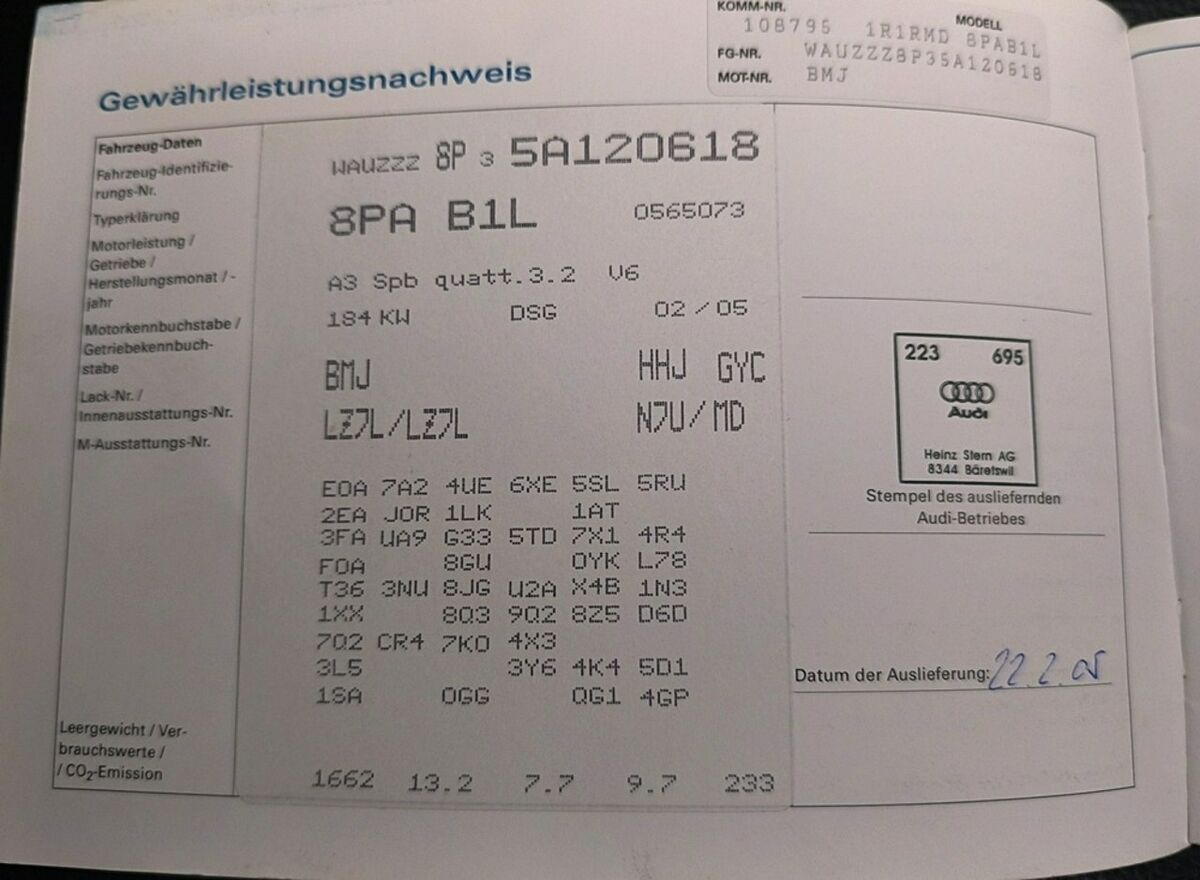 KOMM-NR. MODELL
108795 1R1RMD 8PAB1L
FG-NR. WAUZZZ8P35A120618
MOT-NR. BMJ
Gewährleistungsnachweis
Fahrzeug-Daten
Fahrzeug-Identifizie-
rungs-Nr.
WAUZZZ 8P 3 5A120618
Typerklärung
8PA B1L 0565073
Motorleistung /
Getriebe /
Herstellungsmonat / -
jahr
A3 Spb quatt.3.2 V6
184 KW DSG 02 / 05
Motorkennbuchstabe /
Getriebekennbuch-
stabe
BMJ HHJ GYC
Lack-Nr. /
Innenausstattungs-Nr.
LZ7L/LZ7L N7U/MD
M-Ausstattungs-Nr.
E0A 7A2 4UE 6XE 5SL 5RU
2EA J0R 1LK 1AT
3FA UA9 G33 5TD 7X1 4R4
F0A 8GU 0YK L78
T36 3NU 8JG U2A X4B 1N3
1XX 8Q3 9Q2 8Z5 D6D
7Q2 CR4 7K0 4X3
3L5 3Y6 4K4 5D1
1SA 0GG QG1 4GP
Leergewicht / Ver-
brauchswerte /
/ CO2-Emission
1662 13.2 7.7 9.7 233
223 695
Audi
Heinz Stern AG
8344 Bäretswil
Stempel des ausliefernden
Audi-Betriebes
Datum der Auslieferung: 22.2.05